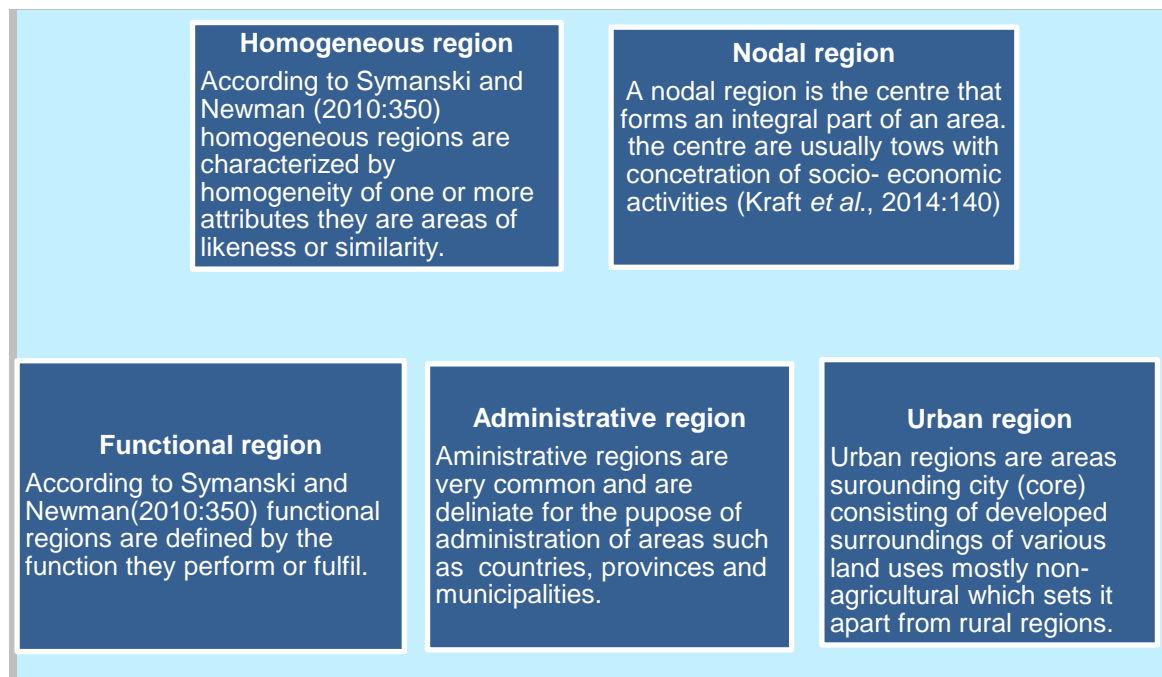 Homogeneous region
According to Symanski and
Newman (2010:350)
homogeneous regions are
characterized by
homogeneity of one or more
attributes they are areas of
likeness or similarity.
Nodal region
A nodal region is the centre that
forms an integral part of an area.
the centre are usually tows with
concetration of socio- economic
activities (Kraft et al., 2014:140)
Functional region
According to Symanski and
Newman(2010:350) functional
regions are defined by the
function they perform or fulfil.
Administrative region
Aministrative regions are
very common and are
deliniate for the pupose of
administration of areas such
as countries, provinces and
municipalities.
Urban region
Urban regions are areas
surounding city (core)
consisting of developed
surroundings of various
land uses mostly non-
agricultural which sets it
apart from rural regions.